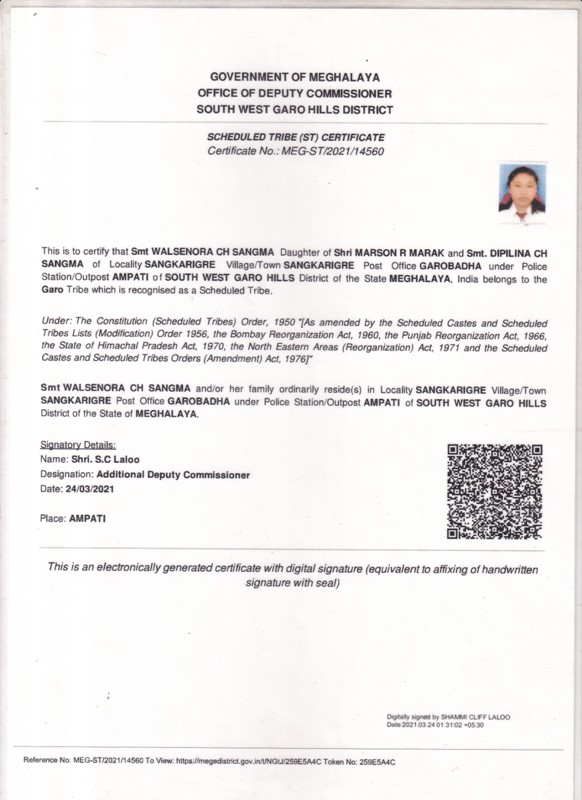 GOVERNMENT OF MEGHALAYA
OFFICE OF DEPUTY COMMISSIONER
SOUTH WEST GARO HILLS DISTRICT
SCHEDULED TRIBE (ST) CERTIFICATE
Certificate No.: MEG-ST/2021/14560
This is to certify that Smt WALSENORA CH SANGMA Daughter of Shri MARSON R MARAK and Smt. DIPILINA CH
SANGMA of Locality SANGKARIGRE Village/Town SANGKARIGRE Post Office GAROBADHA under Police
Station/Outpost AMPATI of SOUTH WEST GARO HILLS District of the State MEGHALAYA, India belongs to the
Garo Tribe which is recognised as a Scheduled Tribe.
Under: The Constitution (Scheduled Tribes) Order, 1950 "[As amended by the Scheduled Castes and Scheduled
Tribes Lists (Modification) Order 1956, the Bombay Reorganization Act, 1960, the Punjab Reorganization Act, 1966,
the State of Himachal Pradesh Act, 1970, the North Eastern Areas (Reorganization) Act, 1971 and the Scheduled
Castes and Scheduled Tribes Orders (Amendment) Act, 1976]"
Smt WALSENORA CH SANGMA and/or her family ordinarily reside(s) in Locality SANGKARIGRE Village/Town
SANGKARIGRE Post Office GAROBADHA under Police Station/Outpost AMPATI of SOUTH WEST GARO HILLS
District of the State of MEGHALAYA.
Signatory Details:
Name: Shri. S.C Laloo
Designation: Additional Deputy Commissioner
Date: 24/03/2021
Place: AMPATI
This is an electronically generated certificate with digital signature (equivalent to affixing of handwritten
signature with seal)
Digitally signed by SHAMMI CLIFF LALOO
Date:2021.03.24 01:31:02 +05:30
Reference No: MEG-ST/2021/14560 To View: https://megedistrict.gov.in/t/NGtJ/259E5A4C Token No: 259E5A4C